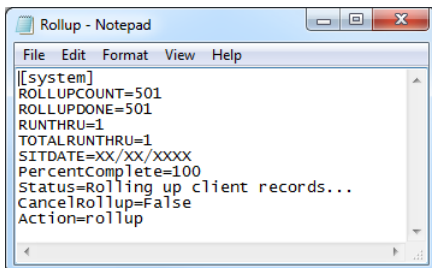 Rollup - Notepad
File Edit Format View Help
[system]
ROLLUPCOUNT=501
ROLLUPDONE=501
RUNTHRU=1
TOTALRUNTHRU=1
SITDATE=XX/XX/XXXX
PercentComplete=100
Status=Rolling up client records...
CancelRollup=False
Action=rollup